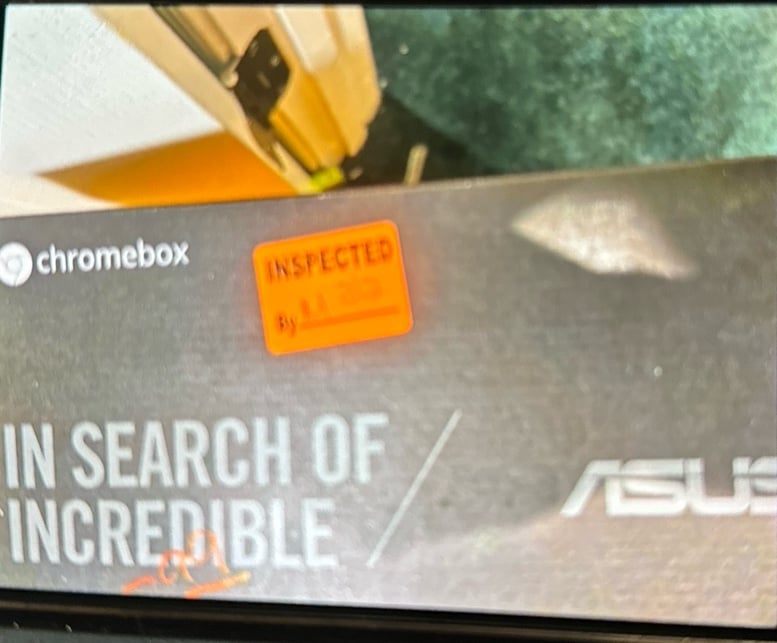 chromebox
INSPECTED
By
IN SEARCH OF
INCREDIBLE
ASUS